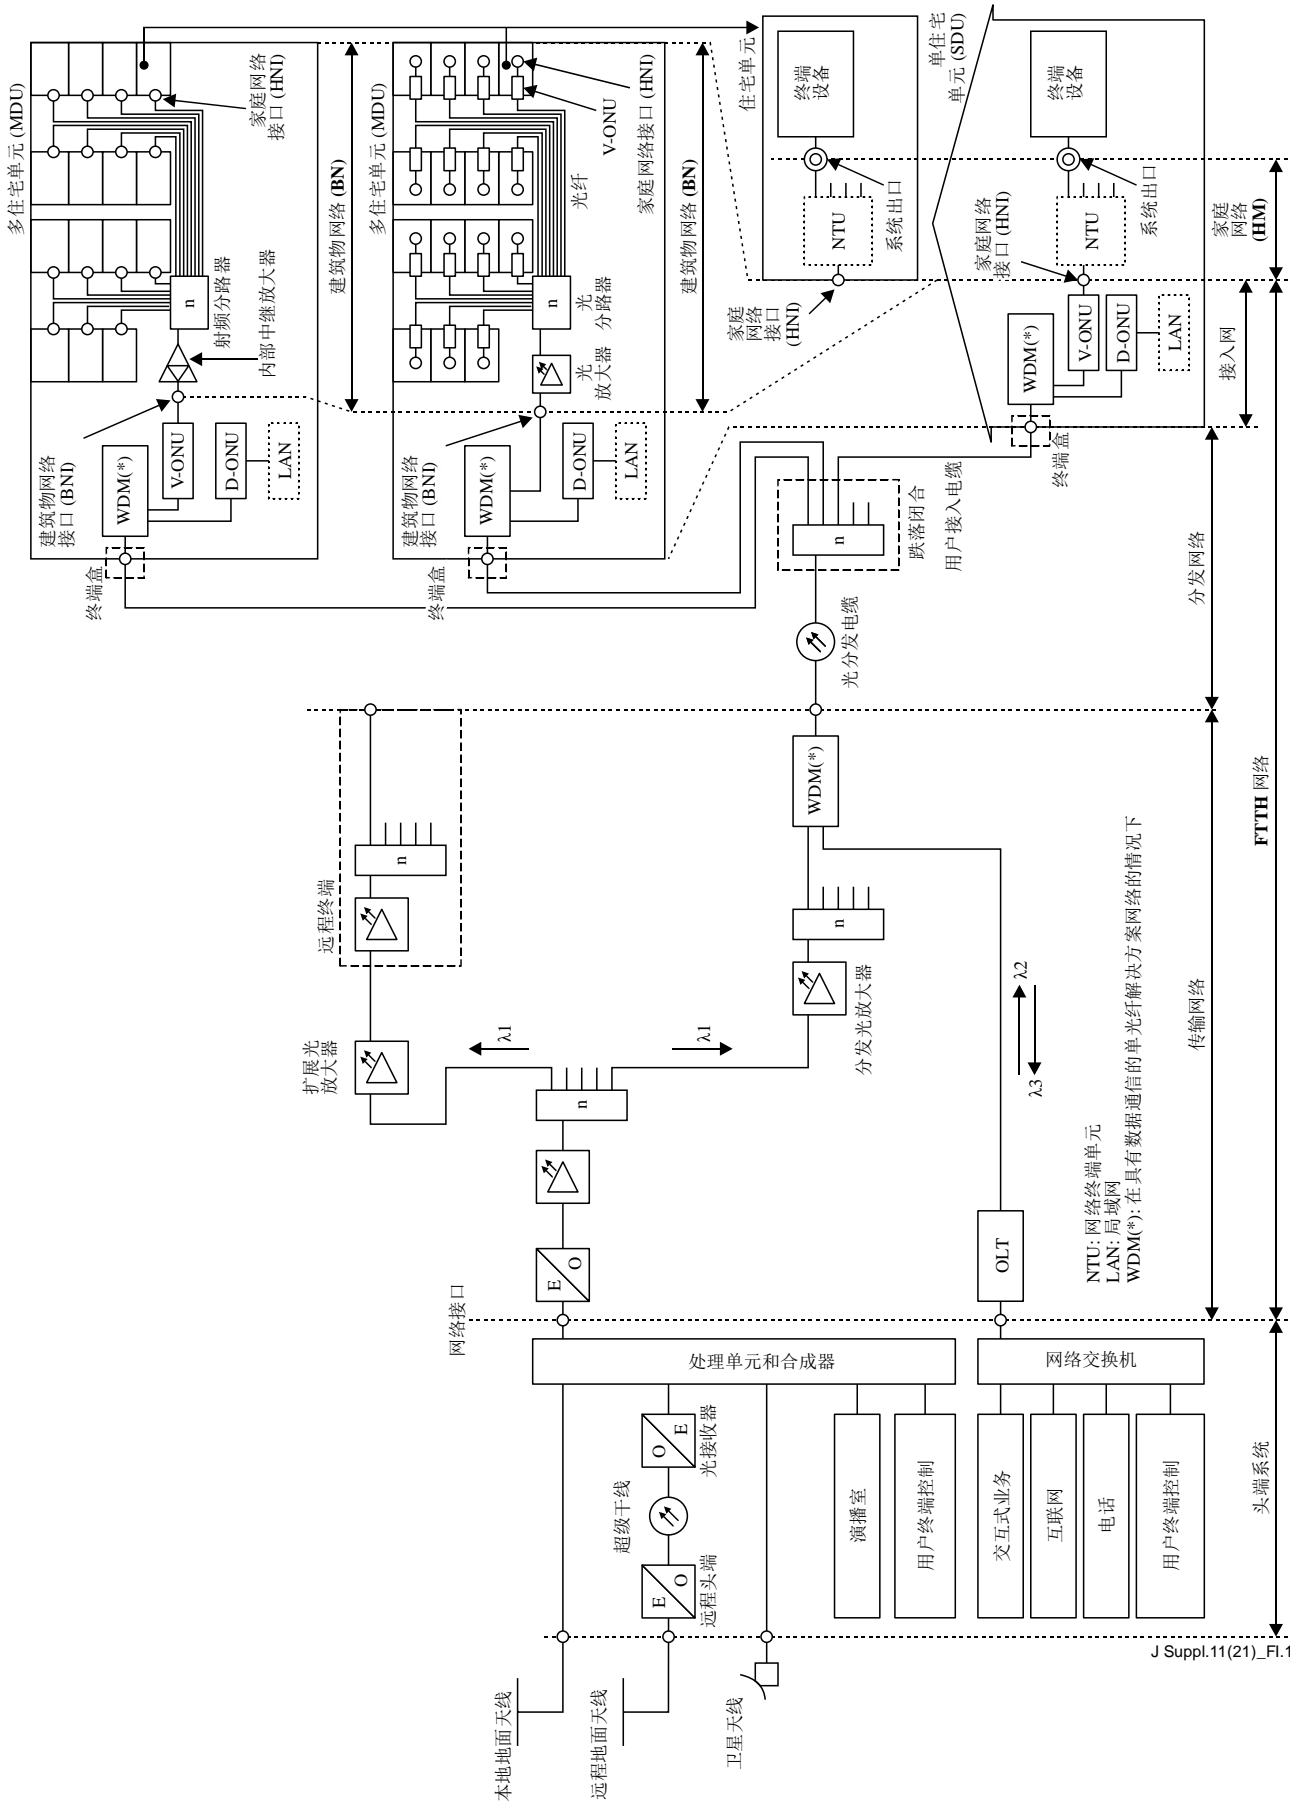 本地地面天线
远程地面天线
卫星天线
E
O
远程头端
超级干线
O
E
光接收器
演播室
用户终端控制
交互式业务
互联网
电话
用户终端控制
处理单元和合成器
网络交换机
头端系统
网络接口
E
O
n
OLT
扩展光
放大器
远程终端
n
λ1
λ1
分发光放大器
n
WDM(*)
λ3
λ2
NTU: 网络终端单元
LAN: 局域网
WDM(*): 在具有数据通信的单光纤解决方案网络的情况下
传输网络
FTTH 网络
光分发电缆
n
跌落闭合
用户接入电缆
分发网络
终端盒
建筑物网络
接口 (BNI)
WDM(*)
V-ONU
D-ONU
LAN
内部中继放大器
射频分路器
n
多住宅单元 (MDU)
家庭网络
接口 (HNI)
建筑物网络 (BN)
终端盒
建筑物网络
接口 (BNI)
WDM(*)
D-ONU
LAN
光
放大器
光
分路器
n
多住宅单元 (MDU)
光纤
V-ONU
家庭网络接口 (HNI)
建筑物网络 (BN)
住宅单元
终端
设备
系统出口
NTU
家庭
网络
接口
(HNI)
单住宅
单元 (SDU)
终端
设备
系统出口
NTU
家庭网络
接口 (HNI)
WDM(*)
V-ONU
D-ONU
LAN
终端盒
接入网
家庭
网络
(HM)
J Suppl.11(21)_FI.1